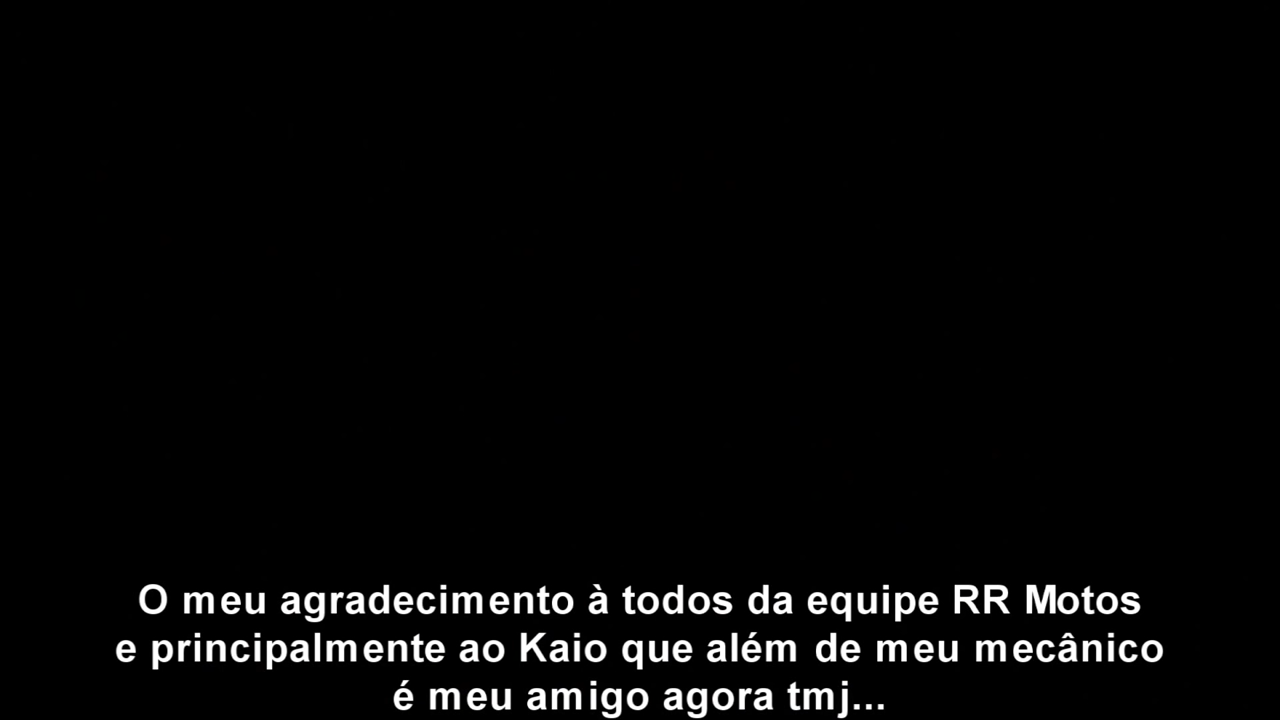 O meu agradecimento à todos da equipe RR Motos
e principalmente ao Kaio que além de meu mecânico
é meu amigo agora tmj...